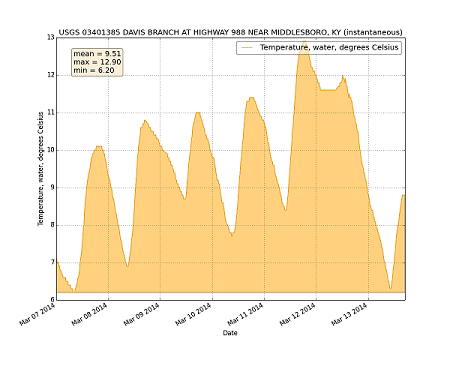 USGS 03401385 DAVIS BRANCH AT HIGHWAY 988 NEAR MIDDLESBORO, KY (instantaneous)
13
12
11
10
9
8
7
6
Temperature, water, degrees Celsius
mean = 9.51
max = 12.90
min = 6.20
Temperature, water, degrees Celsius
Mar 07 2014
Mar 08 2014
Mar 09 2014
Mar 10 2014
Mar 11 2014
Mar 12 2014
Mar 13 2014
Date